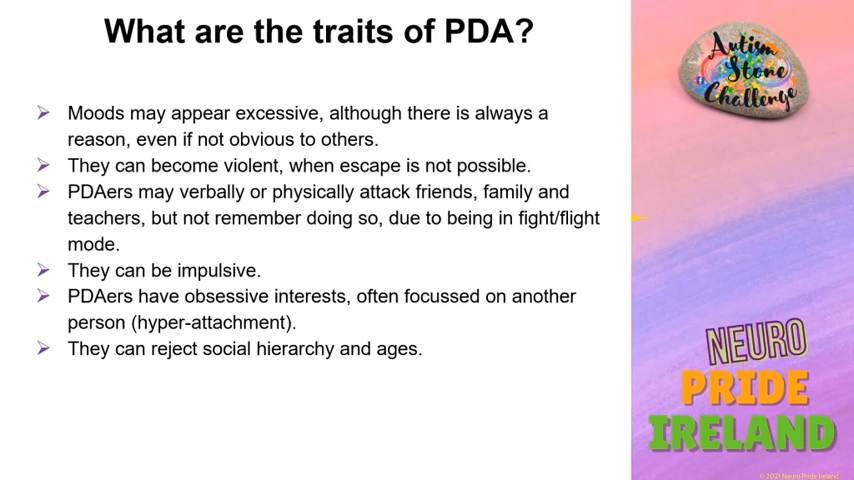 What are the traits of PDA?
Moods may appear excessive, although there is always a
reason, even if not obvious to others.
They can become violent, when escape is not possible.
PDAers may verbally or physically attack friends, family and
teachers, but not remember doing so, due to being in fight/flight
mode.
They can be impulsive.
PDAers have obsessive interests, often focussed on another
person (hyper-attachment).
They can reject social hierarchy and ages.
Autism
Stone
Challenge
NEURO
PRIDE
IRELAND
© 2021 Neuro Pride Ireland